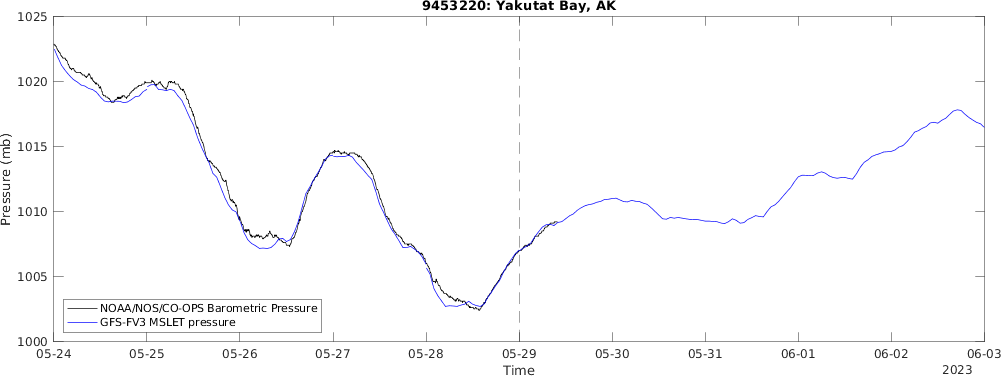 9453220: Yakutat Bay, AK
1025
1020
1015
1010
1005
1000
Pressure (mb)
NOAA/NOS/CO-OPS Barometric Pressure
GFS-FV3 MSLET pressure
05-24 05-25 05-26 05-27 05-28 05-29 05-30 05-31 06-01 06-02 06-03
Time
2023